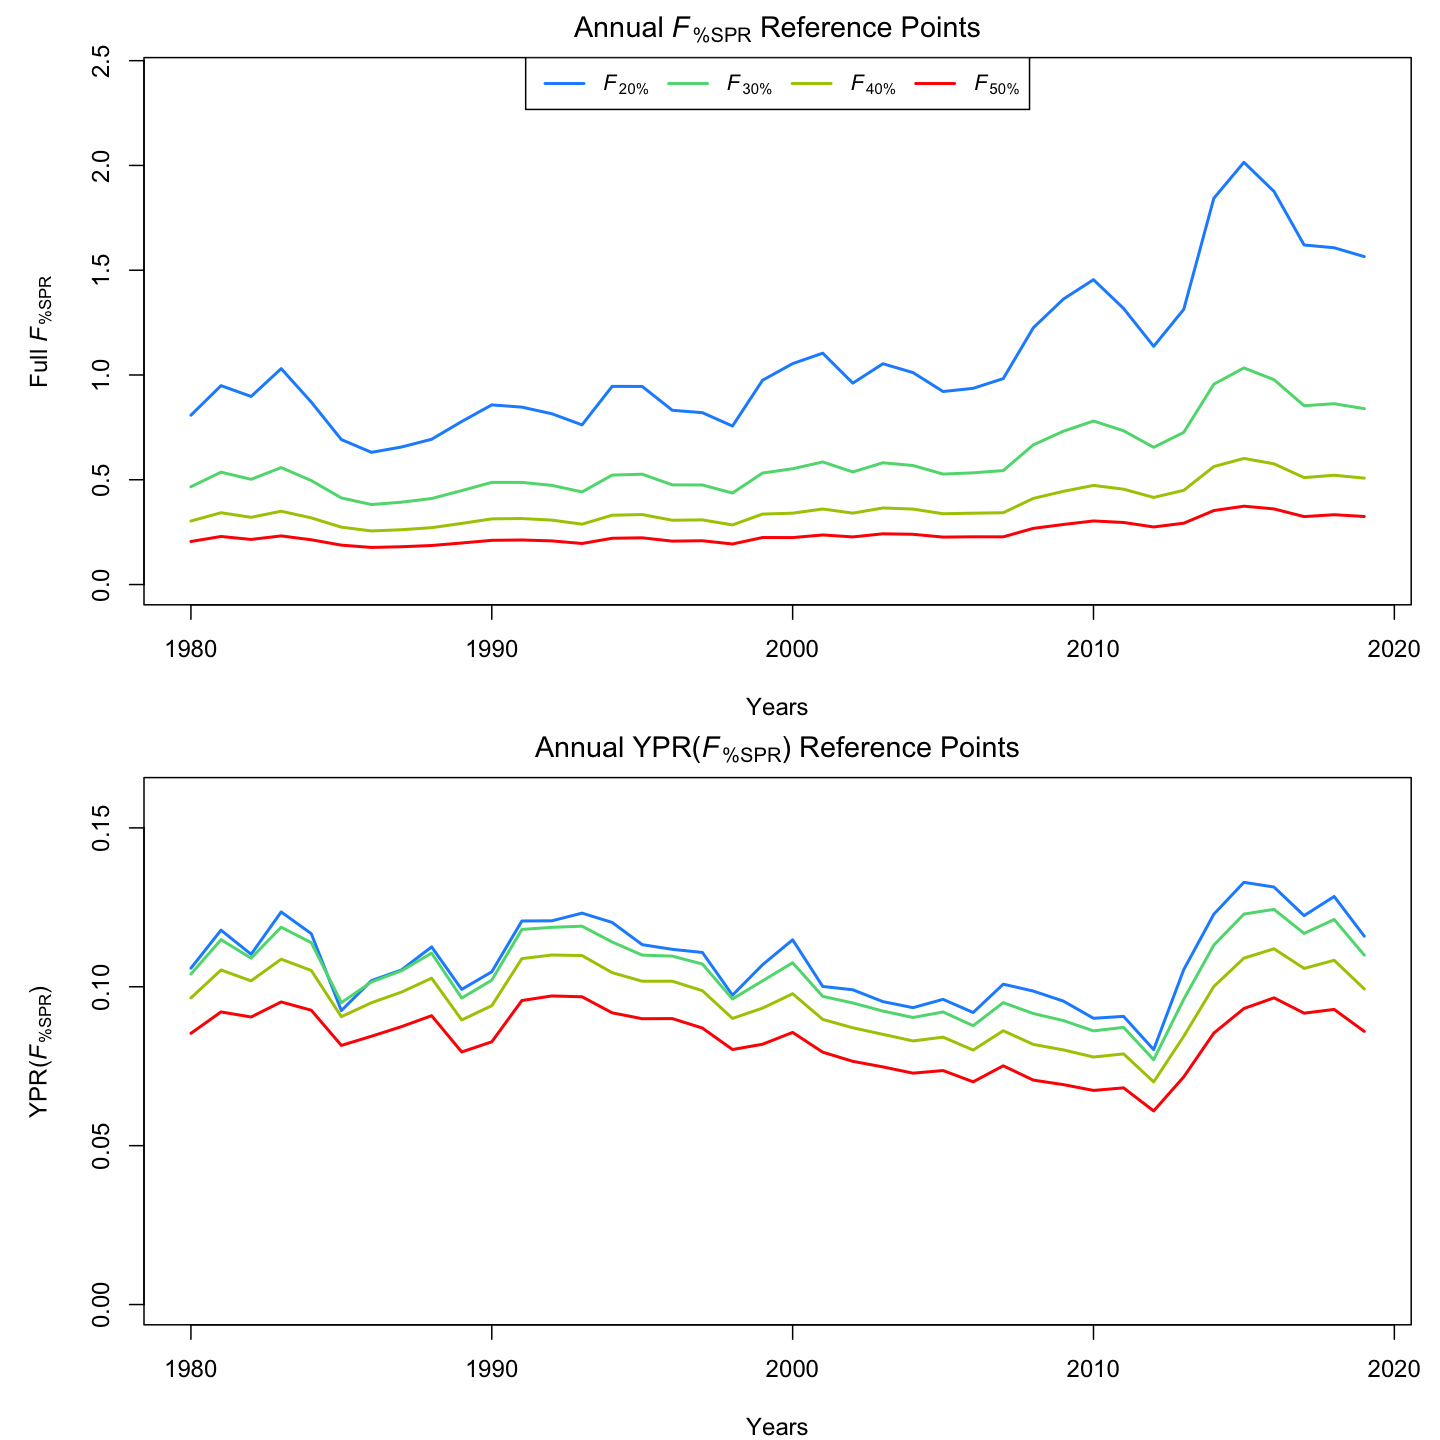 Annual F%SPR Reference Points
F20% F30% F40% F50%
Full F%SPR
2.5
2.0
1.5
1.0
0.5
0.0
1980 1990 2000 2010 2020
Years
Annual YPR(F%SPR) Reference Points
YPR(F%SPR)
0.15
0.10
0.05
0.00
1980 1990 2000 2010 2020
Years